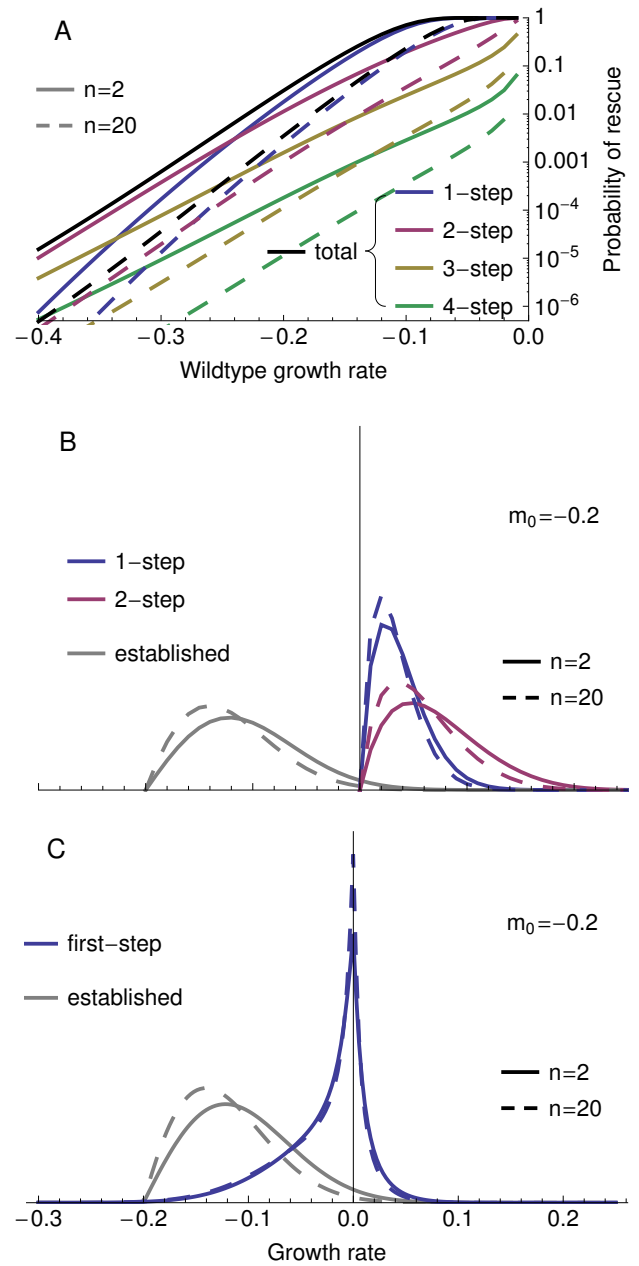 A
n=2
n=20
1
0.1
0.01
0.001
10⁻⁴
10⁻⁵
10⁻⁶
Probability of rescue
1−step
2−step
total
3−step
4−step
−0.4
−0.3
−0.2
−0.1
0.0
Wildtype growth rate
B
m₀=−0.2
1−step
2−step
established
n=2
n=20
C
m₀=−0.2
first−step
established
n=2
n=20
−0.3
−0.2
−0.1
0.0
0.1
0.2
Growth rate